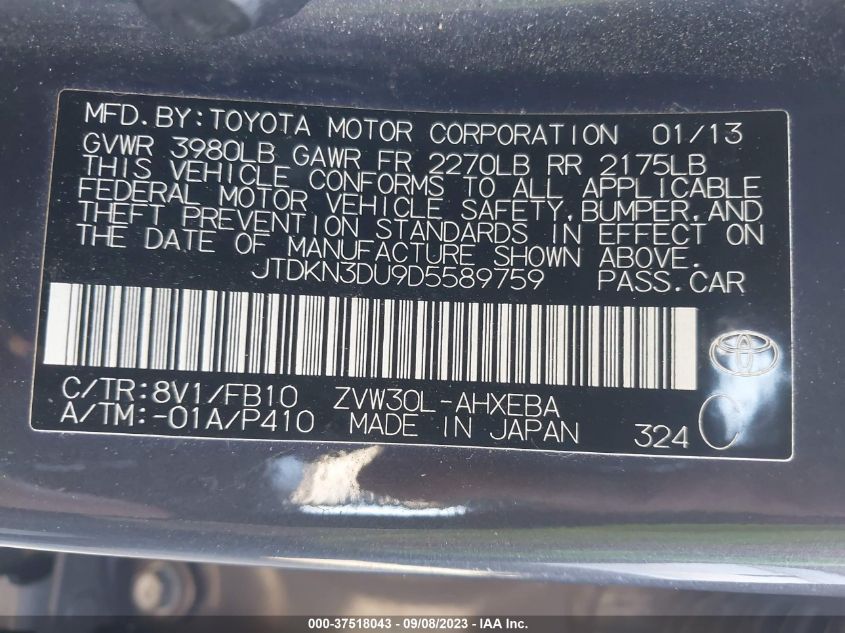 MFD. BY: TOYOTA MOTOR CORPORATION 01/13
GVWR 3980LB GAWR FR 2270LB RR 2175LB
THIS VEHICLE CONFORMS TO ALL APPLICABLE
FEDERAL MOTOR VEHICLE SAFETY, BUMPER, AND
THEFT PREVENTION STANDARDS IN EFFECT ON
THE DATE OF MANUFACTURE SHOWN ABOVE.
JTDKN3DU9D5589759 PASS.CAR
C/TR: 8V1/FB10 ZVW30L-AHXEBA
A/TM: -01A/P410 MADE IN JAPAN 324 C
000-37518043 - 09/08/2023 - IAA Inc.